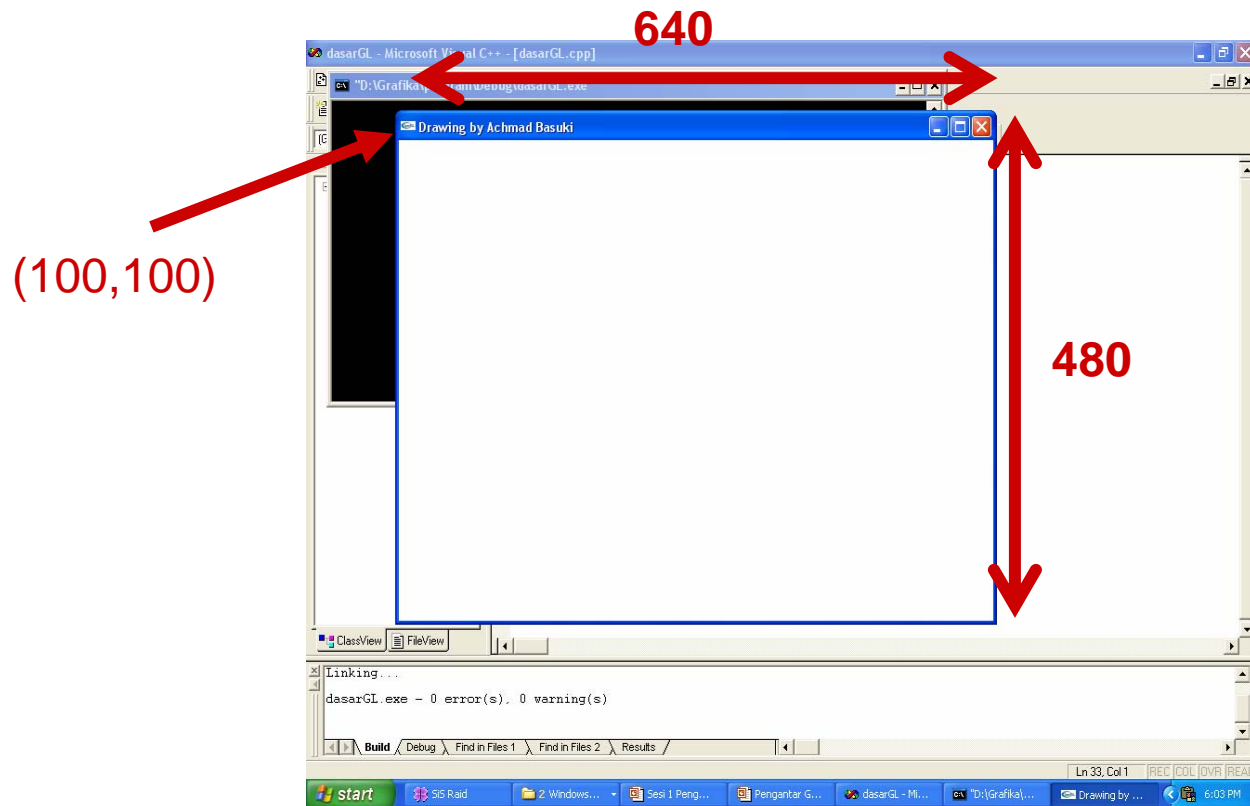 640
dasarGL - Microsoft Visual C++ - [dasarGL.cpp]
"D:\Grafika\program\Debug\dasarGL.exe
Drawing by Achmad Basuki
(100,100)
480
ClassView FileView
Linking...
dasarGL.exe - 0 error(s), 0 warning(s)
Build Debug Find in Files 1 Find in Files 2 Results
Ln 33, Col 1 REC COL OVR REA
start SiS Raid 2 Windows... Sesi 1 Peng... Pengantar G... dasarGL - Mi... "D:\Grafika\... Drawing by ... 6:03 PM